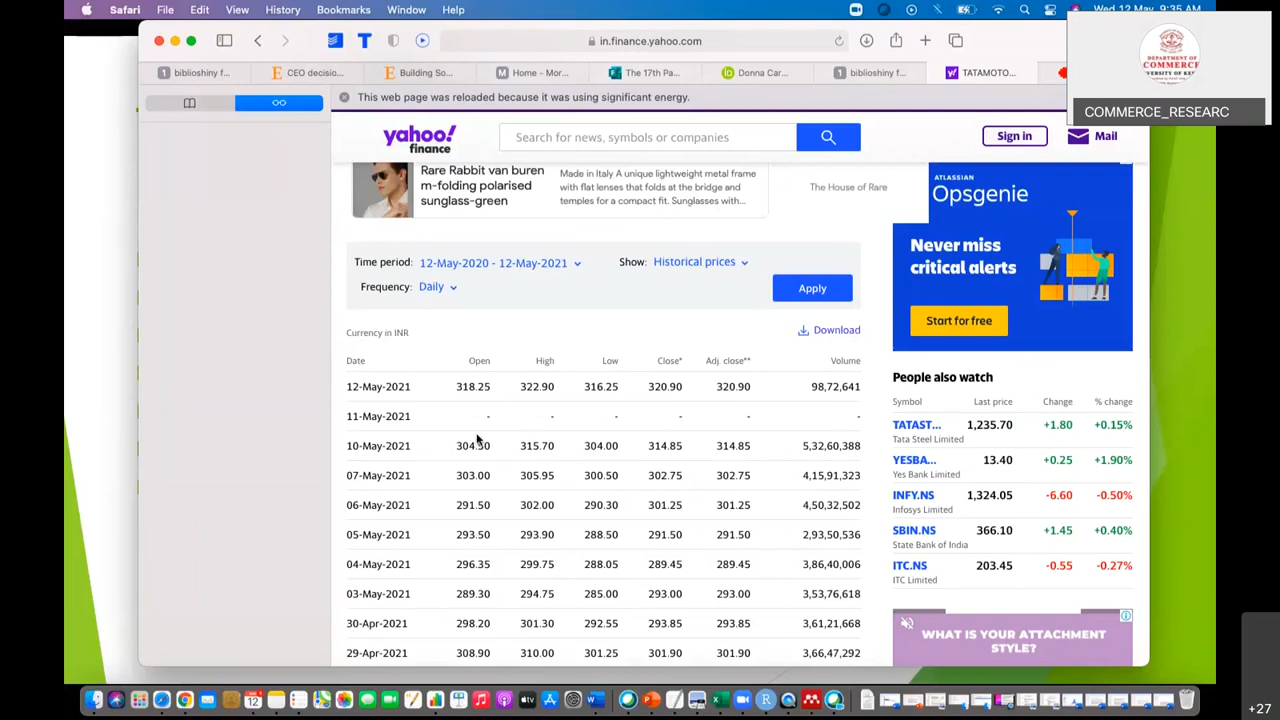 Safari File Edit View History Bookmarks Window Help
Wed 12 May 9:35 AM
in.finance.yahoo.com
1 biblioshiny f...
CEO decisio...
Building So...
Home - Mor...
The 17th Pa...
Donna Car...
1 biblioshiny f...
TATAMOTO...
This web page was reloaded because it was using significant energy.
DEPARTMENT OF
COMMERCE
COMMERCE_RESEARC
yahoo!
finance
Search for news, symbols or companies
Sign in
Mail
Rare Rabbit van buren
m-folding polarised
sunglass-green
Made in Italy A unique lightweight metal frame
with flat lenses that folds at the bridge and
temples for a compact fit. Sunglasses with...
The House of Rare
ATLASSIAN
Opsgenie
Never miss
critical alerts
Start for free
Time period: 12-May-2020 - 12-May-2021 Show: Historical prices
Frequency: Daily
Apply
Currency in INR
Download
Date Open High Low Close* Adj. close** Volume
12-May-2021 318.25 322.90 316.25 320.90 320.90 98,72,641
11-May-2021 - - - - - -
10-May-2021 304.50 315.70 304.00 314.85 314.85 5,32,60,388
07-May-2021 303.00 305.95 300.50 302.75 302.75 4,15,91,323
06-May-2021 291.50 302.00 290.30 301.25 301.25 4,50,32,502
05-May-2021 293.50 293.90 288.50 291.50 291.50 2,93,50,536
04-May-2021 296.35 299.75 288.05 289.45 289.45 3,86,40,006
03-May-2021 289.30 294.75 285.00 293.00 293.00 3,53,76,618
30-Apr-2021 298.20 301.30 292.55 293.85 293.85 3,61,21,668
29-Apr-2021 308.90 310.00 301.25 301.90 301.90 3,66,47,292
People also watch
Symbol Last price Change % change
TATAST... 1,235.70 +1.80 +0.15%
Tata Steel Limited
YESBA... 13.40 +0.25 +1.90%
Yes Bank Limited
INFY.NS 1,324.05 -6.60 -0.50%
Infosys Limited
SBIN.NS 366.10 +1.45 +0.40%
State Bank of India
ITC.NS 203.45 -0.55 -0.27%
ITC Limited
WHAT IS YOUR ATTACHMENT
STYLE?
+27